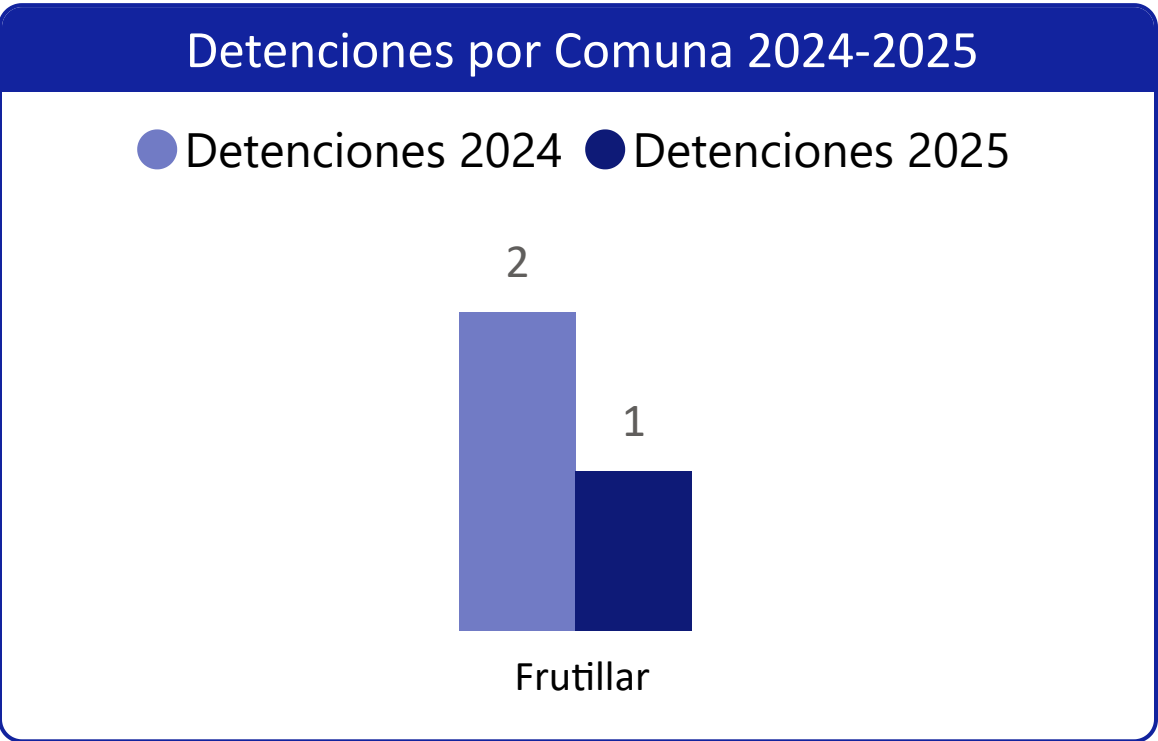 Detenciones por Comuna 2024-2025
Detenciones 2024 Detenciones 2025
2
1
Frutillar